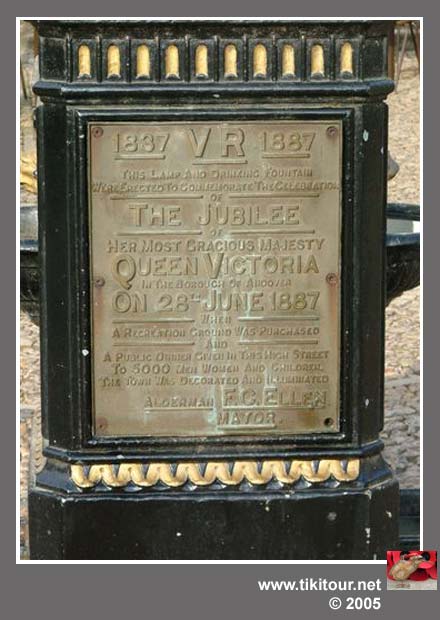 1837 VR 1887
THIS LAMP AND DRINKING FOUNTAIN
WERE ERECTED TO COMMEMORATE THE CELEBRATION
OF
THE JUBILEE
OF
HER MOST GRACIOUS MAJESTY
QUEEN VICTORIA
IN THE BOROUGH OF ANDOVER
ON 28TH JUNE 1887
WHEN
A RECREATION GROUND WAS PURCHASED
AND
A PUBLIC DINNER GIVEN IN THIS HIGH STREET
TO 5000 MEN WOMEN AND CHILDREN.
THE TOWN WAS DECORATED AND ILLUMINATED
ALDERMAN F.C. ELLEN
MAYOR.
www.tikitour.net
© 2005